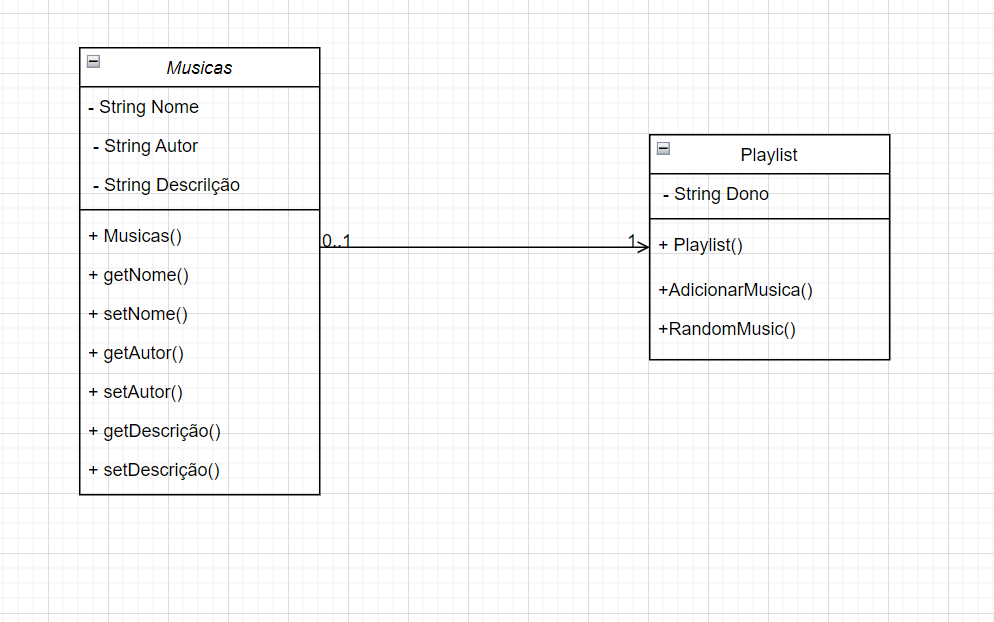 Musicas
- String Nome
- String Autor
- String Descrilção
+ Musicas()
+ getNome()
+ setNome()
+ getAutor()
+ setAutor()
+ getDescrição()
+ setDescrição()
0..1
1
Playlist
- String Dono
+ Playlist()
+AdicionarMusica()
+RandomMusic()